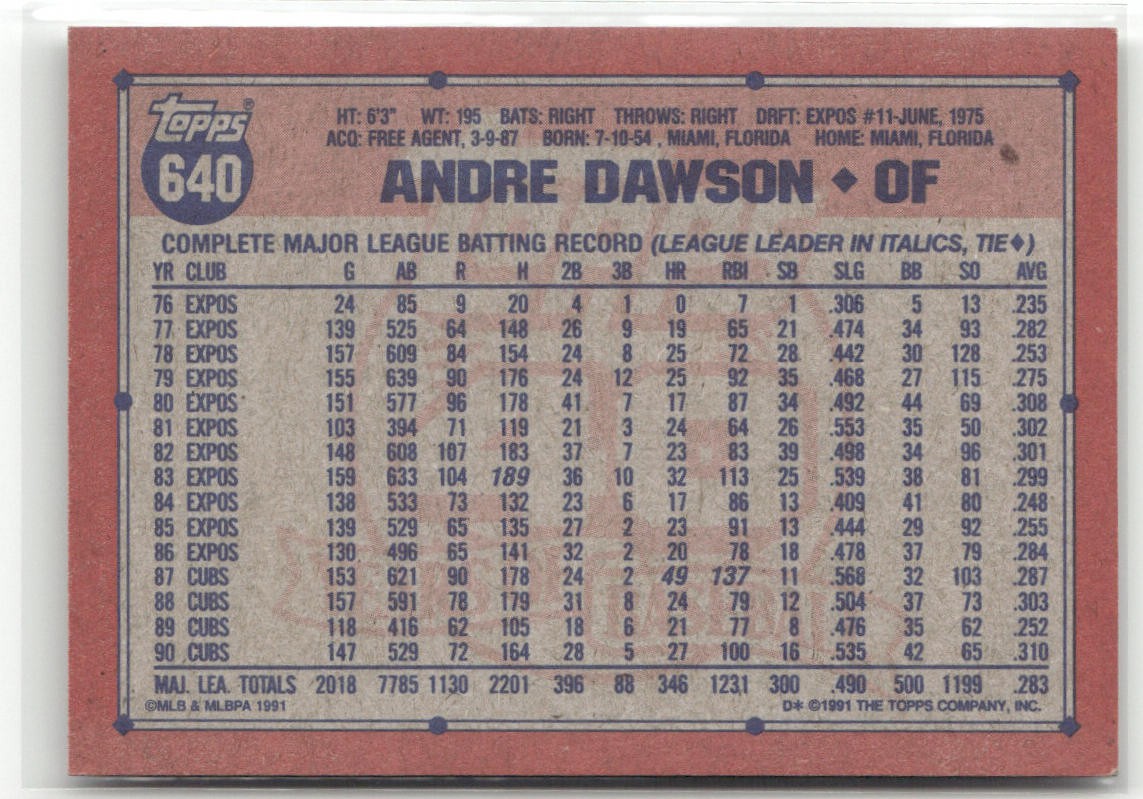 Topps®
640
HT: 6'3" WT: 195 BATS: RIGHT THROWS: RIGHT DRFT: EXPOS #11-JUNE, 1975
ACQ: FREE AGENT, 3-9-87 BORN: 7-10-54 , MIAMI, FLORIDA HOME: MIAMI, FLORIDA
ANDRE DAWSON ♦ OF
COMPLETE MAJOR LEAGUE BATTING RECORD (LEAGUE LEADER IN ITALICS, TIE♦)
YR CLUB G AB R H 2B 3B HR RBI SB SLG BB SO AVG
76 EXPOS 24 85 9 20 4 1 0 7 1 .306 5 13 .235
77 EXPOS 139 525 64 148 26 9 19 65 21 .474 34 93 .282
78 EXPOS 157 609 84 154 24 8 25 72 28 .442 30 128 .253
79 EXPOS 155 639 90 176 24 12 25 92 35 .468 27 115 .275
80 EXPOS 151 577 96 178 41 7 17 87 34 .492 44 69 .308
81 EXPOS 103 394 71 119 21 3 24 64 26 .553 35 50 .302
82 EXPOS 148 608 107 183 37 7 23 83 39 .498 34 96 .301
83 EXPOS 159 633 104 189 36 10 32 113 25 .539 38 81 .299
84 EXPOS 138 533 73 132 23 6 17 86 13 .409 41 80 .248
85 EXPOS 139 529 65 135 27 2 23 91 13 .444 29 92 .255
86 EXPOS 130 496 65 141 32 2 20 78 18 .478 37 79 .284
87 CUBS 153 621 90 178 24 2 49 137 11 .568 32 103 .287
88 CUBS 157 591 78 179 31 8 24 79 12 .504 37 73 .303
89 CUBS 118 416 62 105 18 6 21 77 8 .476 35 62 .252
90 CUBS 147 529 72 164 28 5 27 100 16 .535 42 65 .310
MAJ. LEA. TOTALS 2018 7785 1130 2201 396 88 346 1231 300 .490 500 1199 .283
©MLB & MLBPA 1991 D* ©1991 THE TOPPS COMPANY, INC.